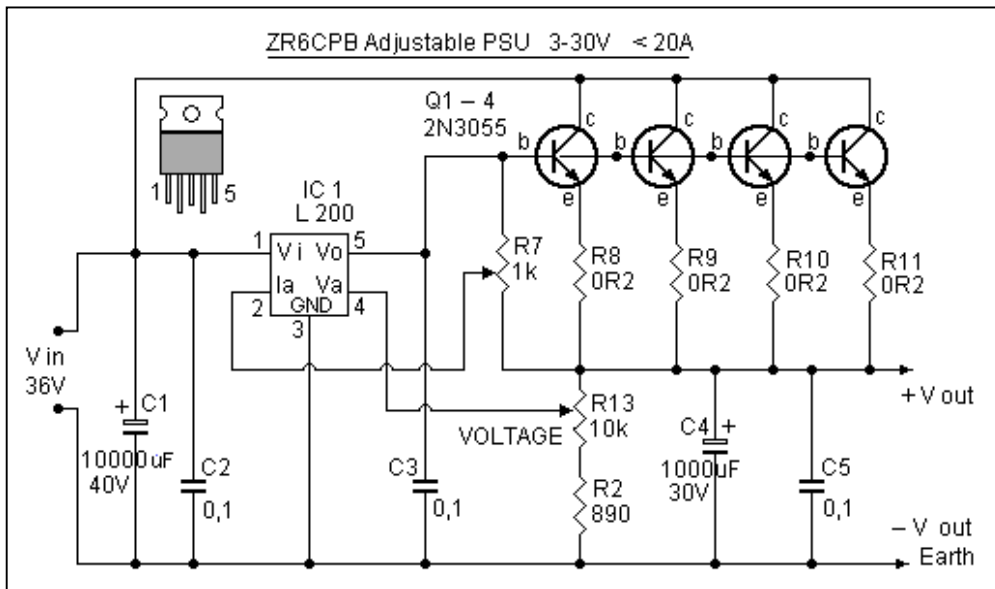 ZR6CPB Adjustable PSU 3-30V < 20A
Q1 – 4
2N3055
c
c
c
c
b
b
b
b
e
e
e
e
1
5
IC 1
L 200
1
5
Vi
Vo
Ia
Va
GND
2
3
4
R7
1k
R8
0R2
R9
0R2
R10
0R2
R11
0R2
V in
36V
+
C1
10000uF
40V
C2
0,1
C3
0,1
VOLTAGE
R13
10k
R2
890
C4
+
1000uF
30V
C5
0,1
+ V out
– V out
Earth